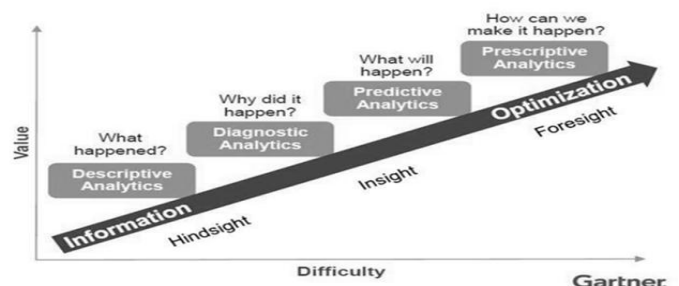 How can we
make it happen?
Prescriptive
Analytics
What will
happen?
Predictive
Analytics
Why did it
happen?
Diagnostic
Analytics
What
happened?
Descriptive
Analytics
Value
Information
Optimization
Hindsight
Insight
Foresight
Difficulty
Gartner